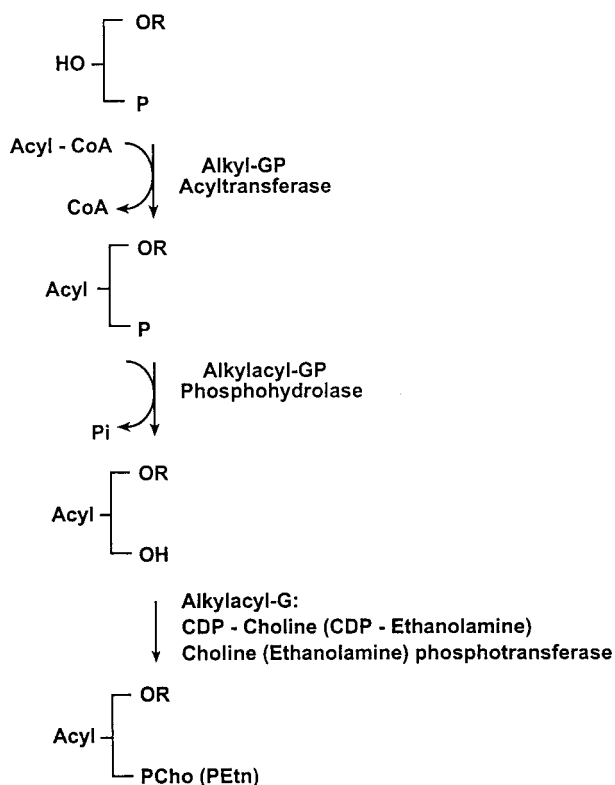 OR
HO
P
Acyl - CoA
Alkyl-GP
Acyltransferase
CoA
OR
Acyl
P
Alkylacyl-GP
Phosphohydrolase
Pi
OR
Acyl
OH
Alkylacyl-G:
CDP - Choline (CDP - Ethanolamine)
Choline (Ethanolamine) phosphotransferase
OR
Acyl
PCho (PEtn)